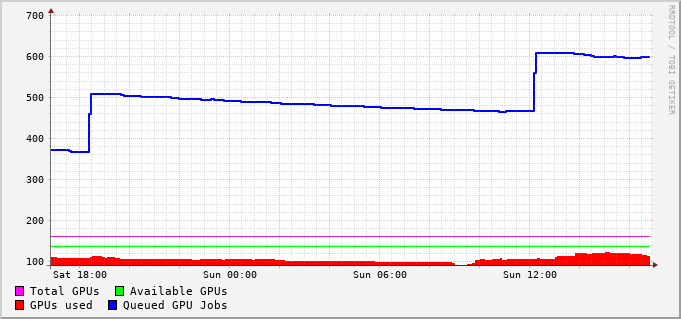 700
600
500
400
300
200
100
Sat 18:00 Sun 00:00 Sun 06:00 Sun 12:00
Total GPUs Available GPUs
GPUs used Queued GPU Jobs
RRDTOOL / TOBI OETIKER